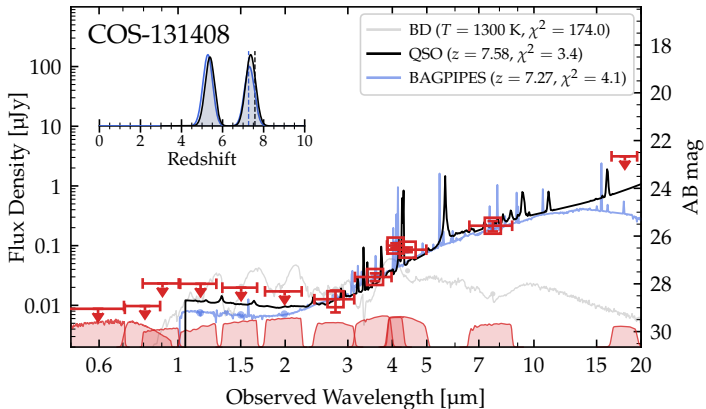 COS-131408
BD (T = 1300 K, χ² = 174.0)
QSO (z = 7.58, χ² = 3.4)
BAGPIPES (z = 7.27, χ² = 4.1)
Flux Density [μJy]
100
10
1
0.1
0.01
0 2 4 6 8 10
Redshift
18
20
22
24
26
28
30
AB mag
0.6 1 1.5 2 3 4 5 7 10 15 20
Observed Wavelength [μm]